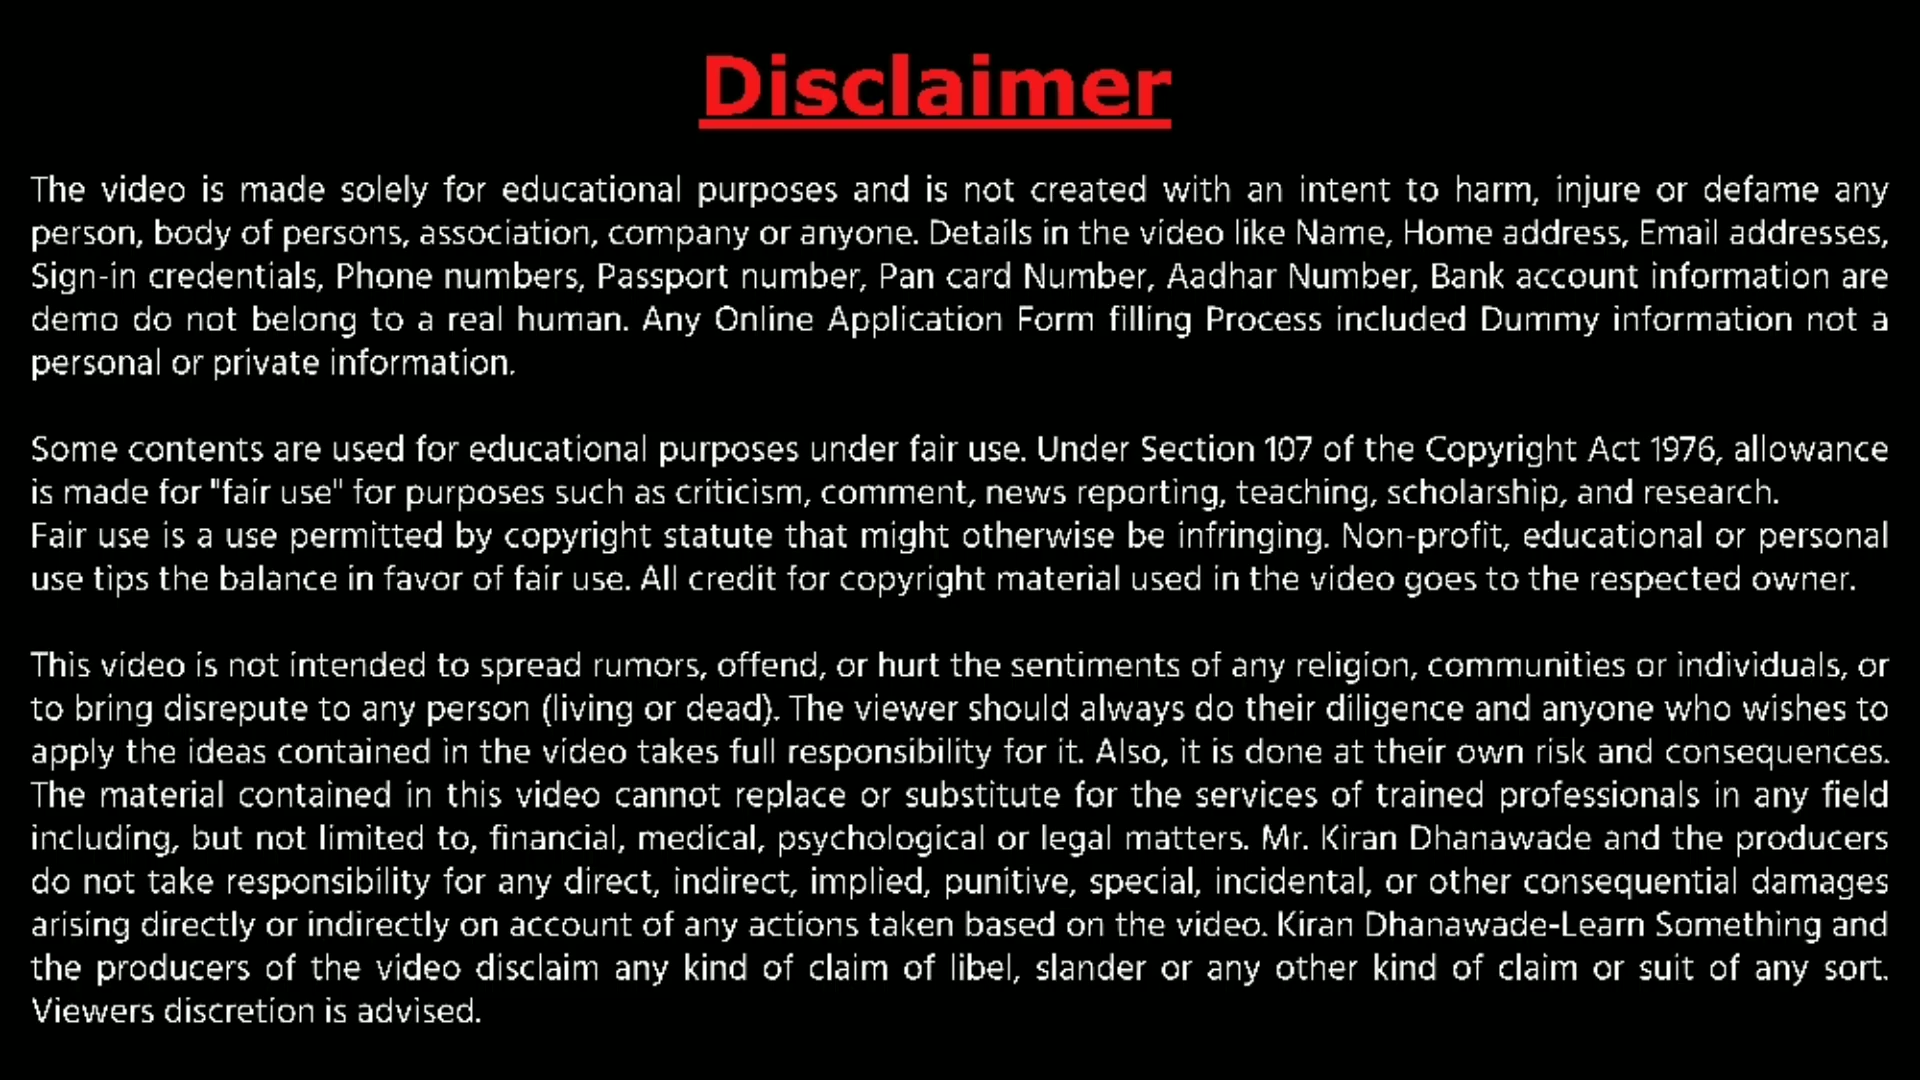 Disclaimer
The video is made solely for educational purposes and is not created with an intent to harm, injure or defame any
person, body of persons, association, company or anyone. Details in the video like Name, Home address, Email addresses,
Sign-in credentials, Phone numbers, Passport number, Pan card Number, Aadhar Number, Bank account information are
demo do not belong to a real human. Any Online Application Form filling Process included Dummy information not a
personal or private information.
Some contents are used for educational purposes under fair use. Under Section 107 of the Copyright Act 1976, allowance
is made for "fair use" for purposes such as criticism, comment, news reporting, teaching, scholarship, and research.
Fair use is a use permitted by copyright statute that might otherwise be infringing. Non-profit, educational or personal
use tips the balance in favor of fair use. All credit for copyright material used in the video goes to the respected owner.
This video is not intended to spread rumors, offend, or hurt the sentiments of any religion, communities or individuals, or
to bring disrepute to any person (living or dead). The viewer should always do their diligence and anyone who wishes to
apply the ideas contained in the video takes full responsibility for it. Also, it is done at their own risk and consequences.
The material contained in this video cannot replace or substitute for the services of trained professionals in any field
including, but not limited to, financial, medical, psychological or legal matters. Mr. Kiran Dhanawade and the producers
do not take responsibility for any direct, indirect, implied, punitive, special, incidental, or other consequential damages
arising directly or indirectly on account of any actions taken based on the video. Kiran Dhanawade-Learn Something and
the producers of the video disclaim any kind of claim of libel, slander or any other kind of claim or suit of any sort.
Viewers discretion is advised.